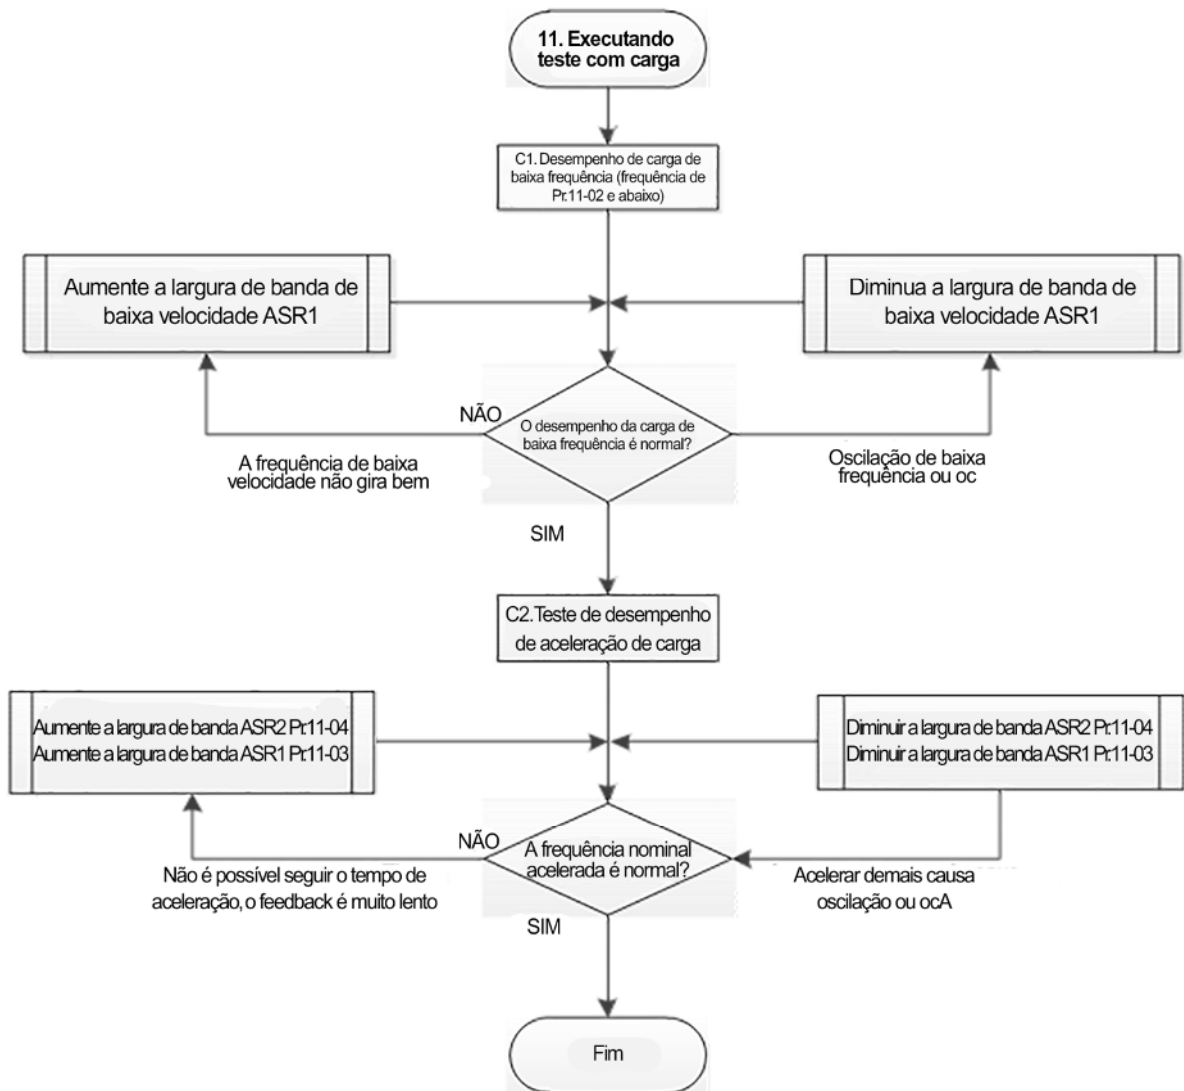 11. Executando
teste com carga
C1. Desempenho de carga de
baixa frequência (frequência de
Pr.11-02 e abaixo)
Aumente a largura de banda de
baixa velocidade ASR1
Diminua a largura de banda de
baixa velocidade ASR1
NÃO
O desempenho da carga de
baixa frequência é normal?
A frequência de baixa
velocidade não gira bem
Oscilação de baixa
frequência ou oc
SIM
C2.Teste de desempenho
de aceleração de carga
Aumente a largura de banda ASR2 Pr.11-04
Aumente a largura de banda ASR1 Pr.11-03
Diminuir a largura de banda ASR2 Pr.11-04
Diminuir a largura de banda ASR1 Pr.11-03
NÃO
A frequência nominal
acelerada é normal?
Não é possível seguir o tempo de
aceleração, o feedback é muito lento
Acelerar demais causa
oscilação ou ocA
SIM
Fim